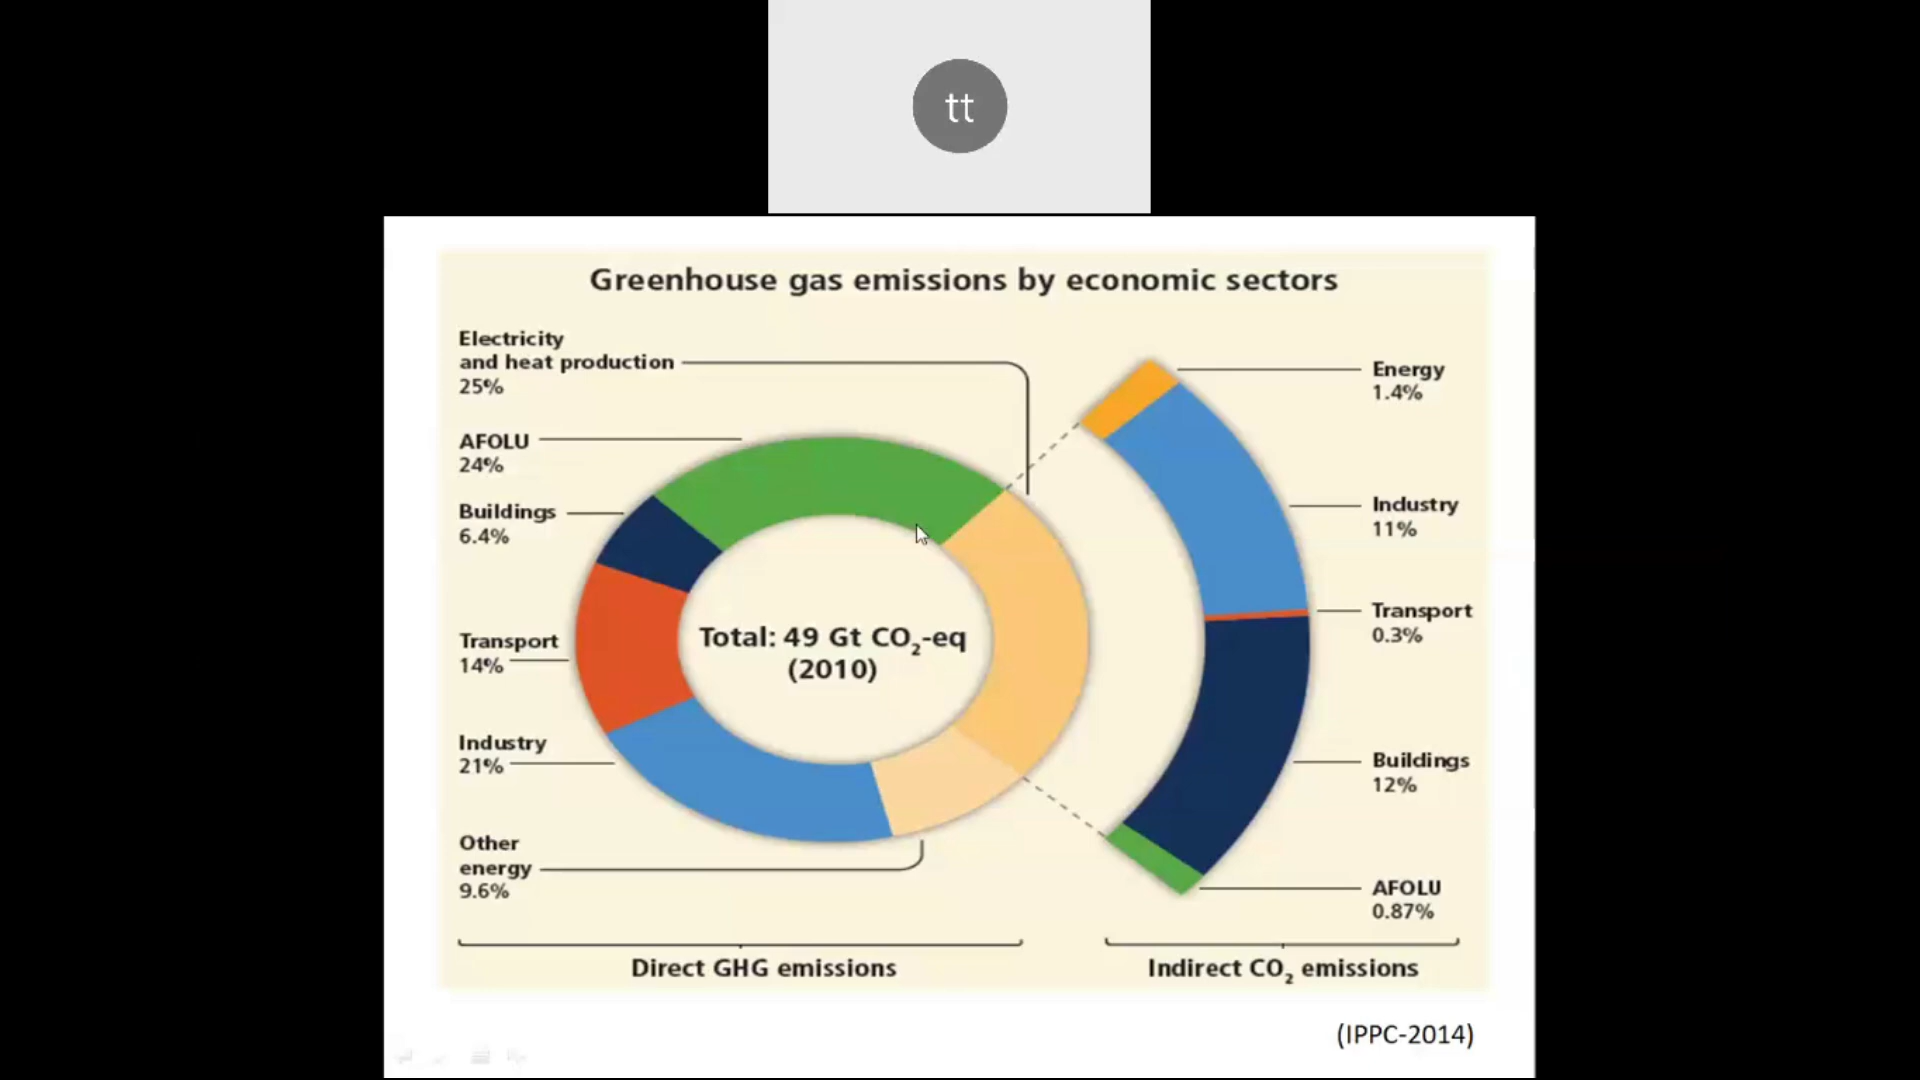 tt
Greenhouse gas emissions by economic sectors
Electricity
and heat production
25%
AFOLU
24%
Buildings
6.4%
Transport
14%
Industry
21%
Other
energy
9.6%
Total: 49 Gt CO₂-eq
(2010)
Energy
1.4%
Industry
11%
Transport
0.3%
Buildings
12%
AFOLU
0.87%
Direct GHG emissions
Indirect CO₂ emissions
(IPPC-2014)